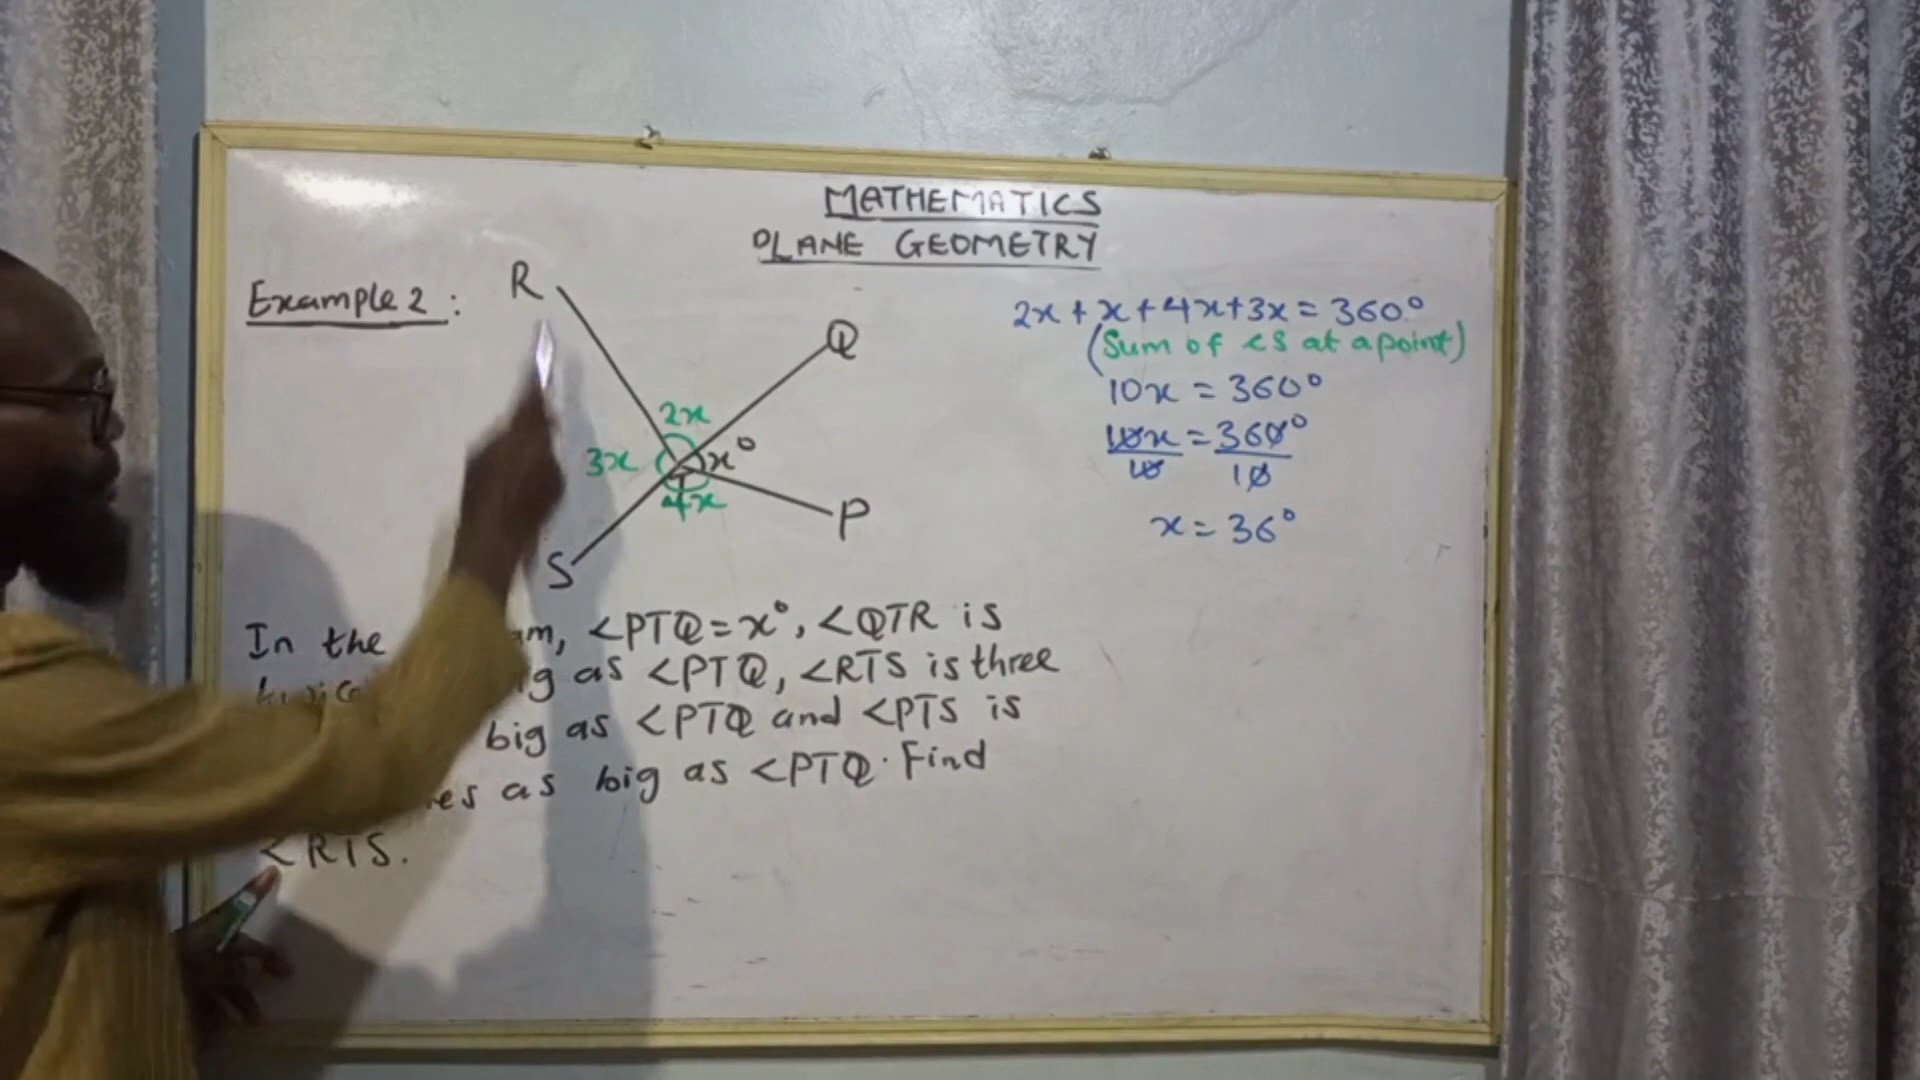 MATHEMATICS
PLANE GEOMETRY
Example 2:
R
Q
2x
3x
x°
T
4x
P
S
In the am, <PTQ=x°, <QTR is
as <PTQ, <RTS is three
big as <PTQ and <PTS is
as big as <PTQ. Find
<RTS.
2x+x+4x+3x=360°
(Sum of <s at a point)
10x=360°
10x=360°
10 10
x=36°